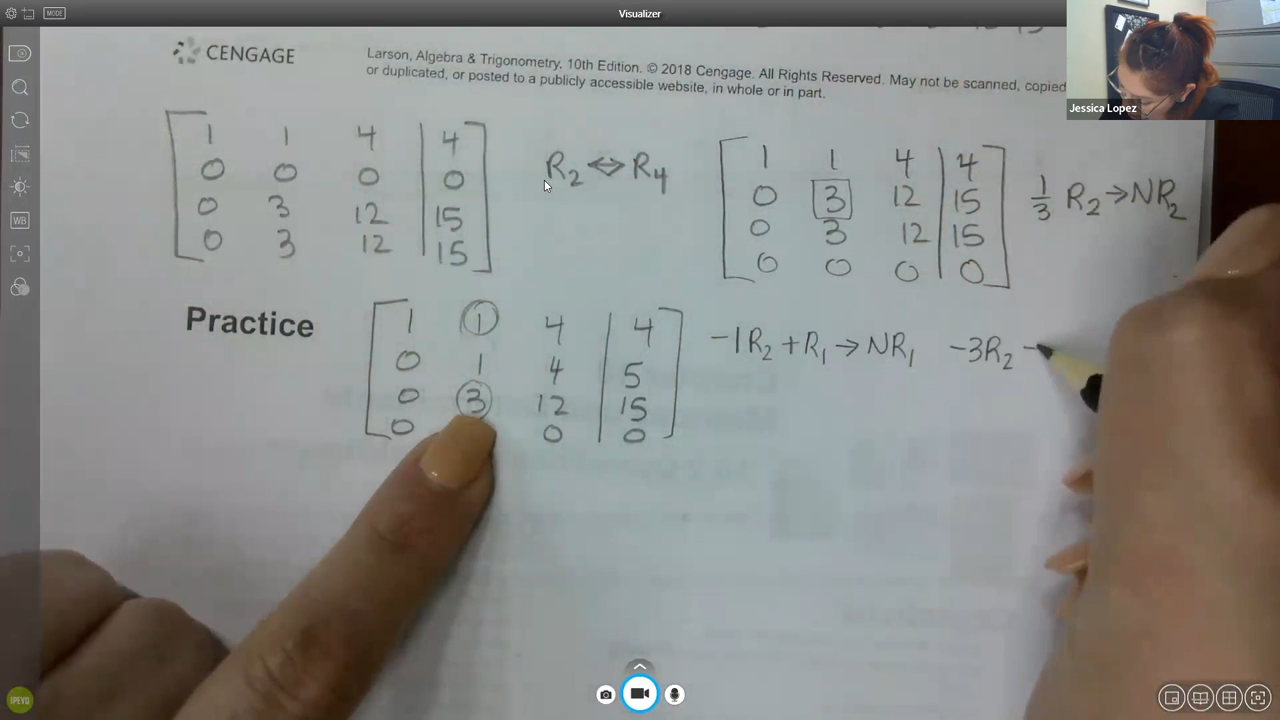 MODE
Visualizer
CENGAGE
Larson, Algebra & Trigonometry, 10th Edition. © 2018 Cengage. All Rights Reserved. May not be scanned, copied
or duplicated, or posted to a publicly accessible website, in whole or in part.
Jessica Lopez
WB
1 1 4 | 4
0 0 0 | 0
0 3 12 | 15
0 3 12 | 15
R2 ⇔ R4
1 1 4 | 4
0 3 12 | 15
0 3 12 | 15
0 0 0 | 0
1/3 R2 → NR2
Practice
1 1 4 | 4
0 1 4 | 5
0 3 12 | 15
0 0 | 0
-1R2 + R1 → NR1
-3R2 -
IPEVO